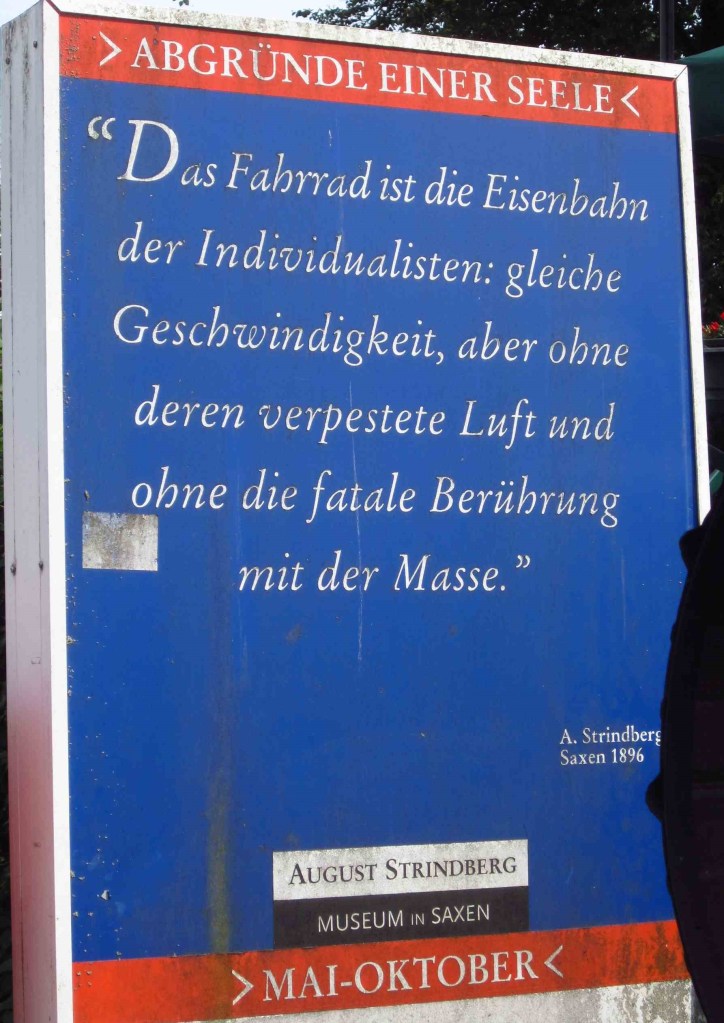 > ABGRÜNDE EINER SEELE <
“Das Fahrrad ist die Eisenbahn
der Individualisten: gleiche
Geschwindigkeit, aber ohne
deren verpestete Luft und
ohne die fatale Berührung
mit der Masse.”
A. Strindberg
Saxen 1896
AUGUST STRINDBERG
MUSEUM IN SAXEN
> MAI-OKTOBER <